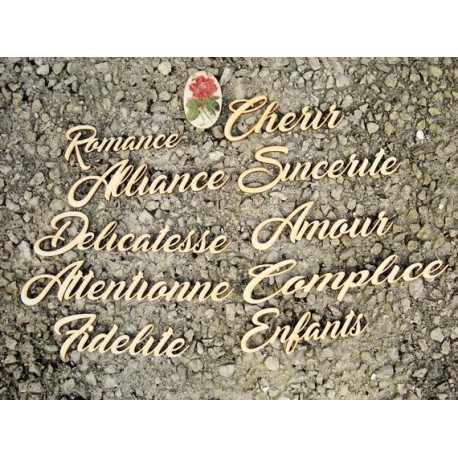 Romance Cherir
Alliance Sincerite
Delicatesse Amour
Attentionne Complice
Fidelite Enfants